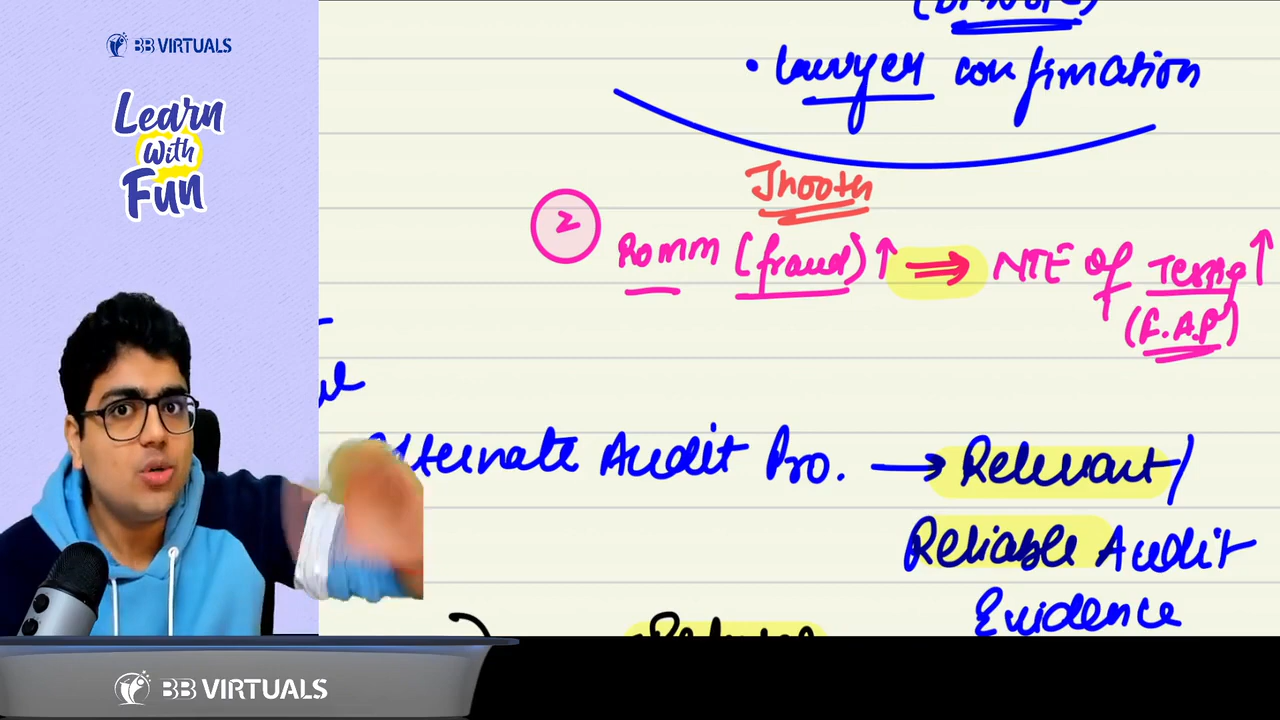 BB VIRTUALS
Learn
With
Fun
• Lawyer confirmation
Jhooth
2
Romm (fraud) ↑ ⇒ NTE of Testing ↑
(F.A.P)
Alternate Audit Pro. → Relevant/
Reliable Audit
Evidence
BB VIRTUALS